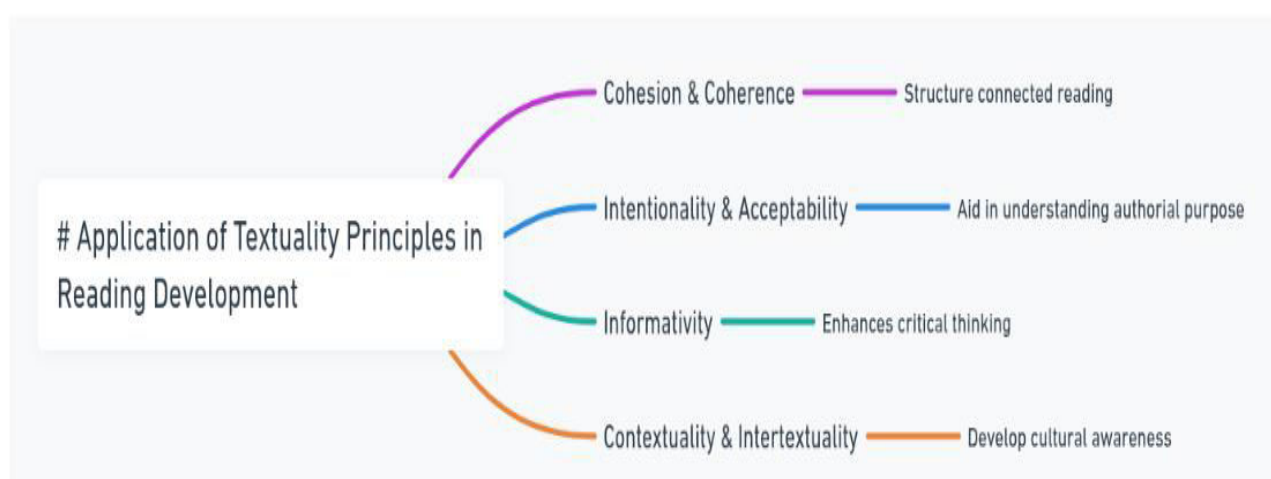 # Application of Textuality Principles in
Reading Development
Cohesion & Coherence
Structure connected reading
Intentionality & Acceptability
Aid in understanding authorial purpose
Informativity
Enhances critical thinking
Contextuality & Intertextuality
Develop cultural awareness